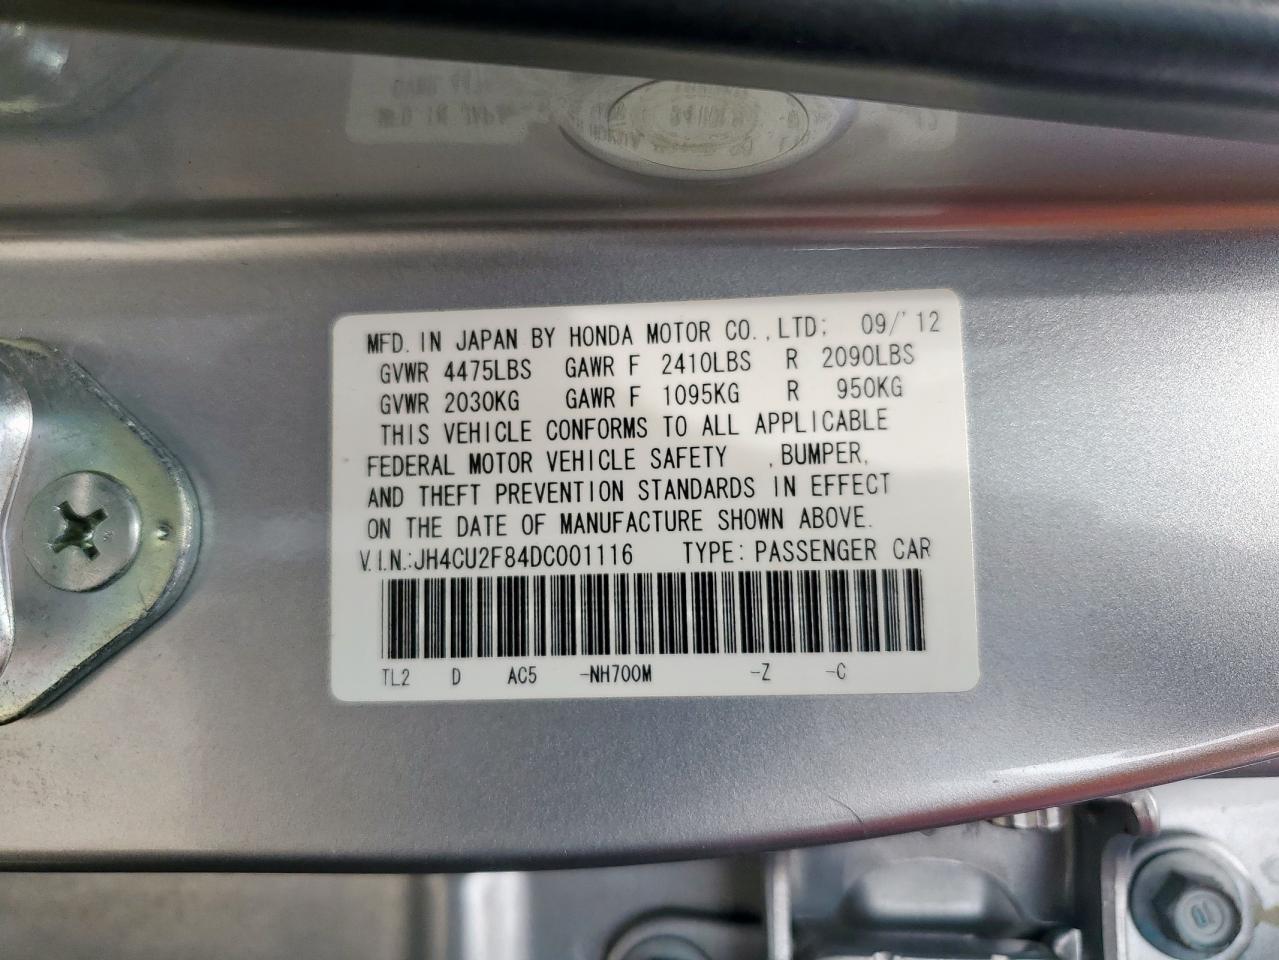 MFD. IN JAPAN BY HONDA MOTOR CO., LTD: 09/'12
GVWR 4475LBS GAWR F 2410LBS R 2090LBS
GVWR 2030KG GAWR F 1095KG R 950KG
THIS VEHICLE CONFORMS TO ALL APPLICABLE
FEDERAL MOTOR VEHICLE SAFETY , BUMPER,
AND THEFT PREVENTION STANDARDS IN EFFECT
ON THE DATE OF MANUFACTURE SHOWN ABOVE.
V.I.N.:JH4CU2F84DC001116 TYPE: PASSENGER CAR
TL2 D AC5 -NH700M -Z -C